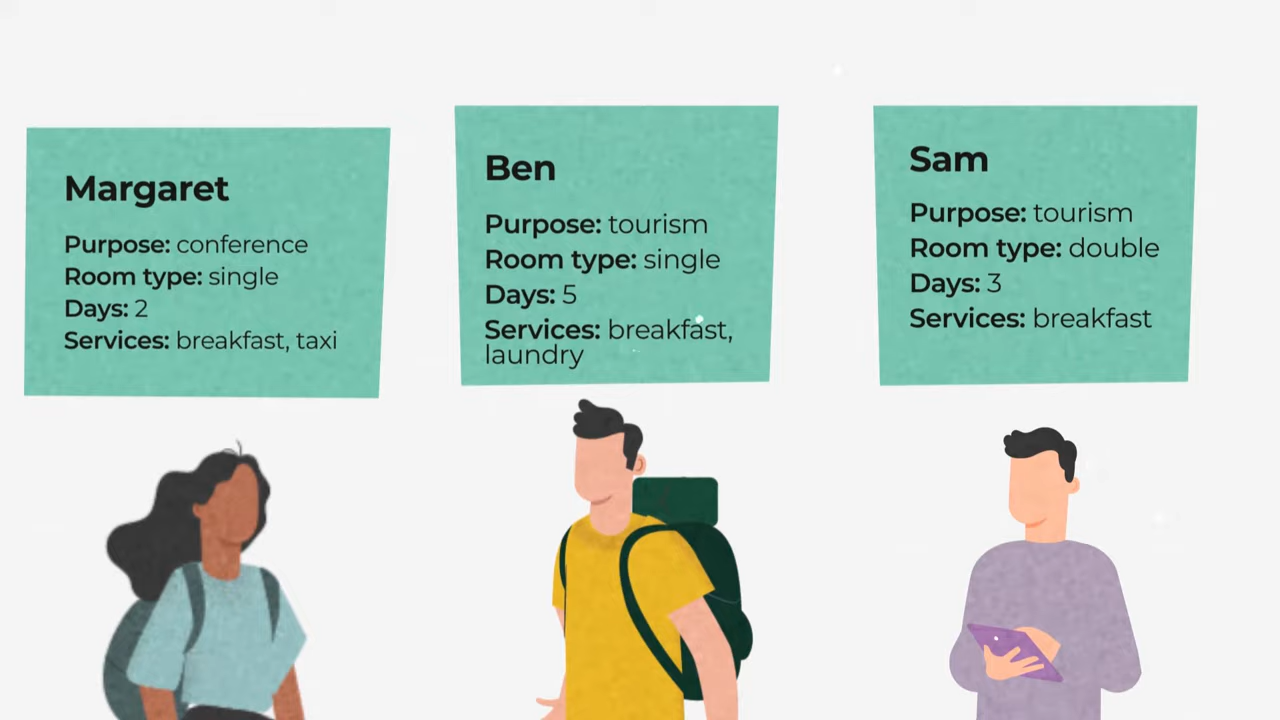 Margaret
Purpose: conference
Room type: single
Days: 2
Services: breakfast, taxi
Ben
Purpose: tourism
Room type: single
Days: 5
Services: breakfast,
laundry
Sam
Purpose: tourism
Room type: double
Days: 3
Services: breakfast